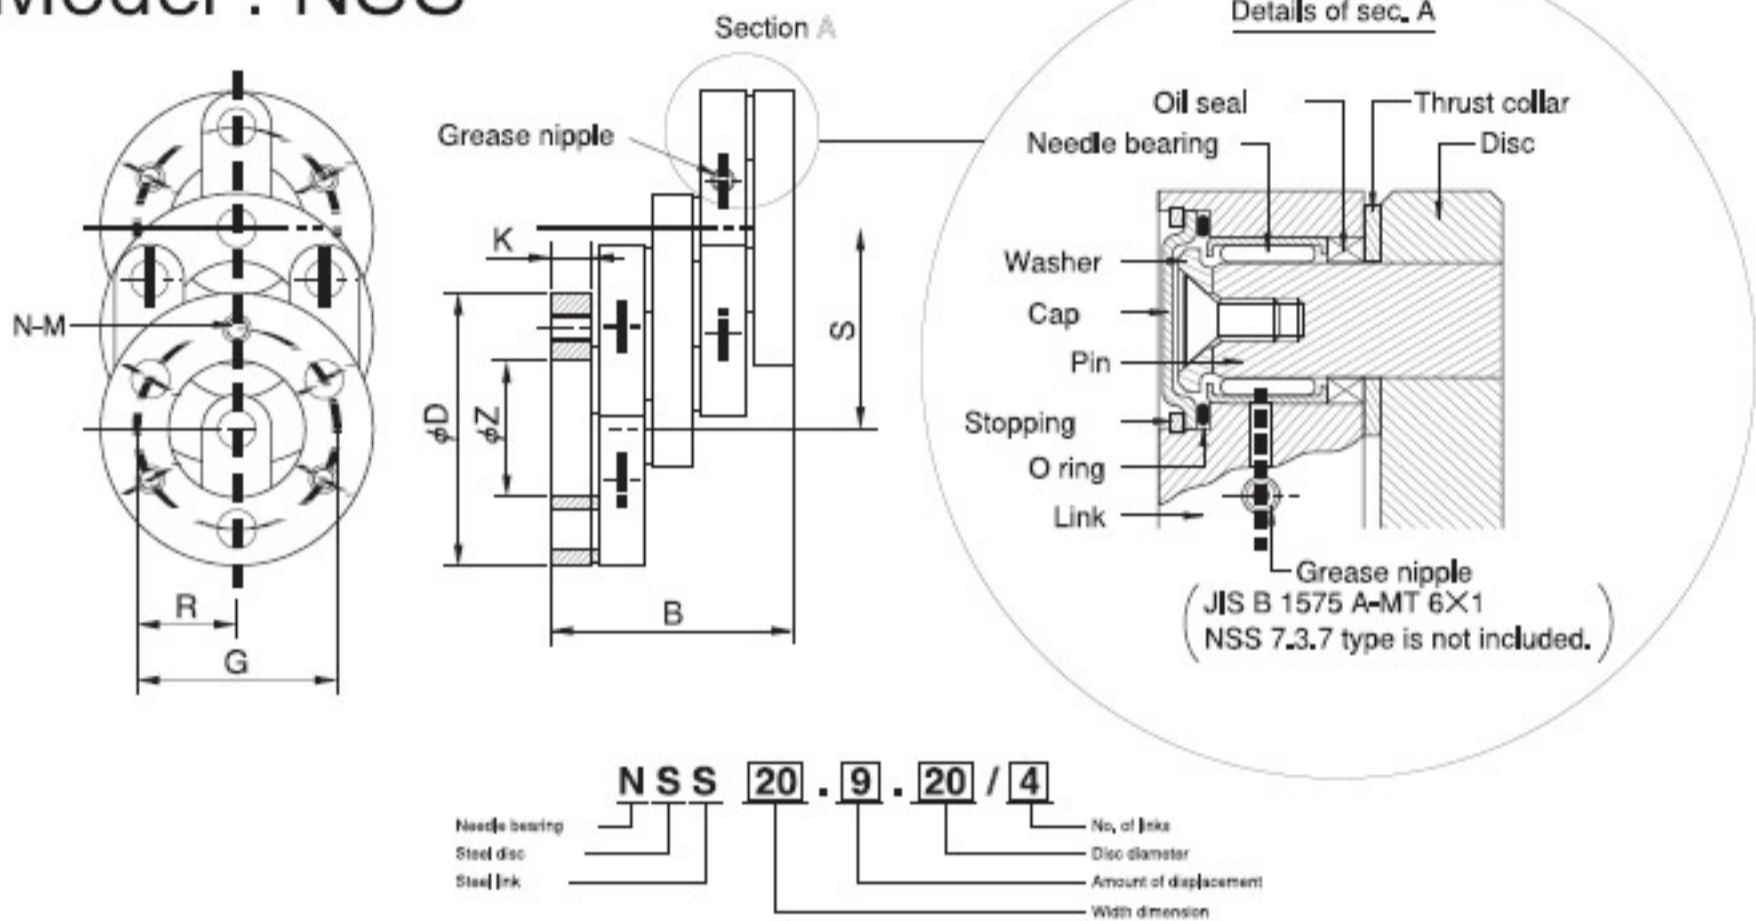 Model : NSS
Section A
Details of sec. A
Oil seal
Thrust collar
Grease nipple
Needle bearing
Disc
K
Washer
N-M
Cap
S
Pin
φD
φZ
Stopping
O ring
Link
Grease nipple
R
B
JIS B 1575 A-MT 6×1
NSS 7.3.7 type is not included.
G
N S S 20 . 9 . 20 / 4
Needle bearing
No. of links
Steel disc
Disc diameter
Steel link
Amount of displacement
Width dimension